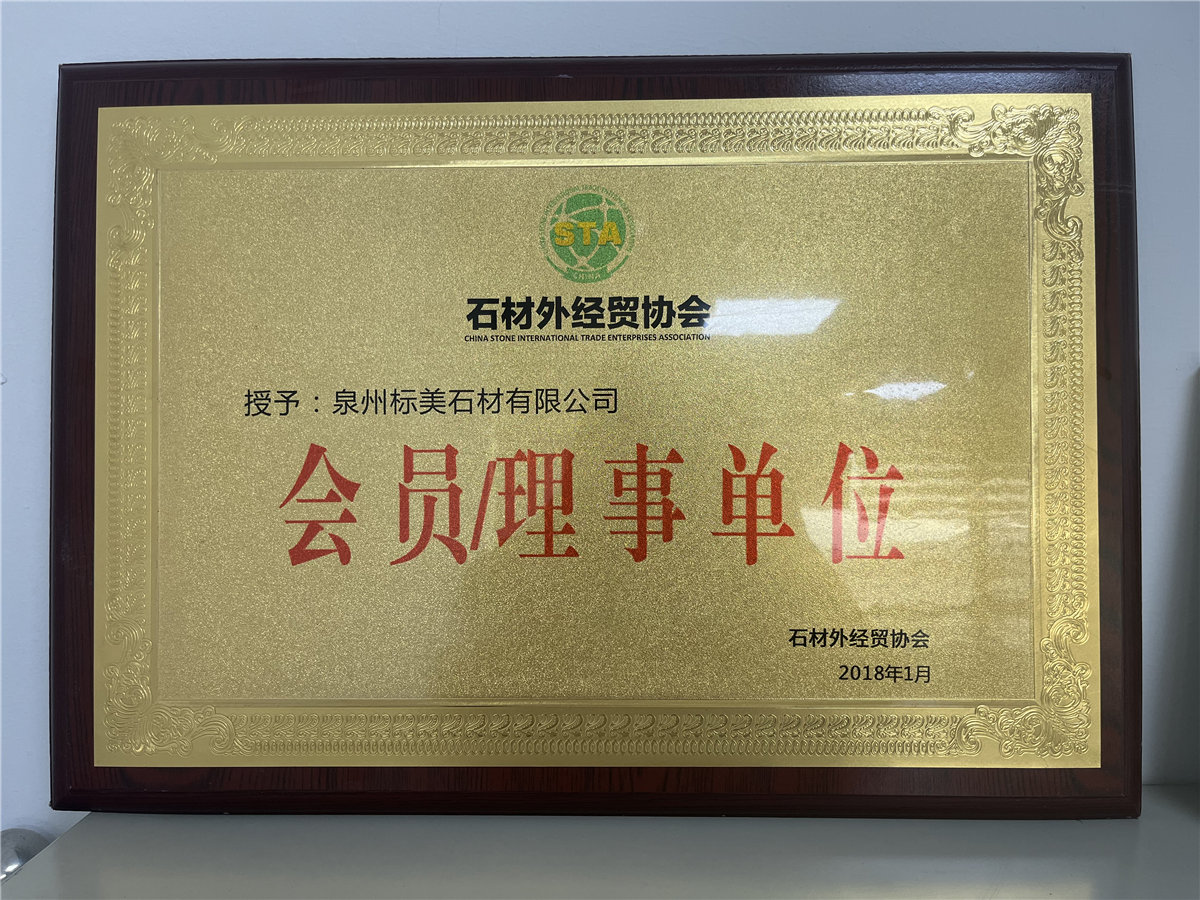 STA
CHINA
石材外经贸协会
CHINA STONE INTERNATIONAL TRADE ENTERPRISES ASSOCIATION
授予：泉州标美石材有限公司
会员/理事单位
石材外经贸协会
2018年1月